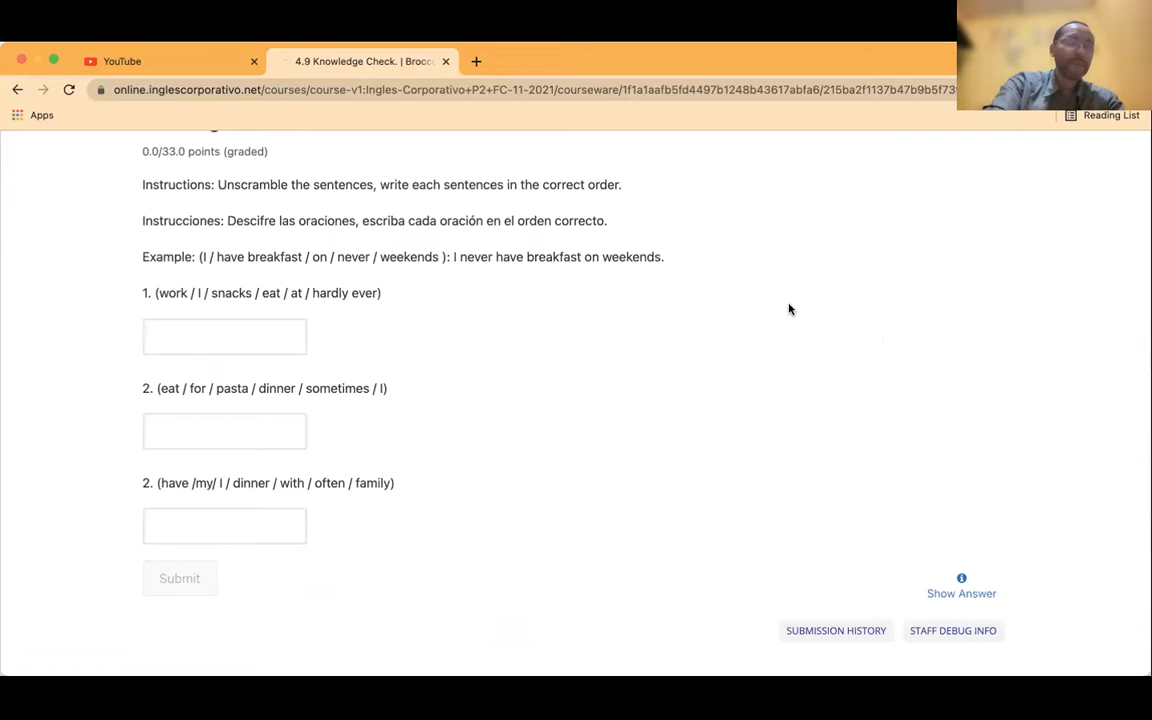 YouTube
4.9 Knowledge Check. | Brocc
online.inglescorporativo.net/courses/course-v1:Ingles-Corporativo+P2+FC-11-2021/courseware/1f1a1aafb5fd4497b1248b43617abfa6/215ba2f1137b47b9b5f73
Apps
Reading List
0.0/33.0 points (graded)
Instructions: Unscramble the sentences, write each sentences in the correct order.
Instrucciones: Descifre las oraciones, escriba cada oración en el orden correcto.
Example: (I / have breakfast / on / never / weekends ): I never have breakfast on weekends.
1. (work / I / snacks / eat / at / hardly ever)
2. (eat / for / pasta / dinner / sometimes / I)
2. (have /my/ I / dinner / with / often / family)
Submit
Show Answer
SUBMISSION HISTORY
STAFF DEBUG INFO